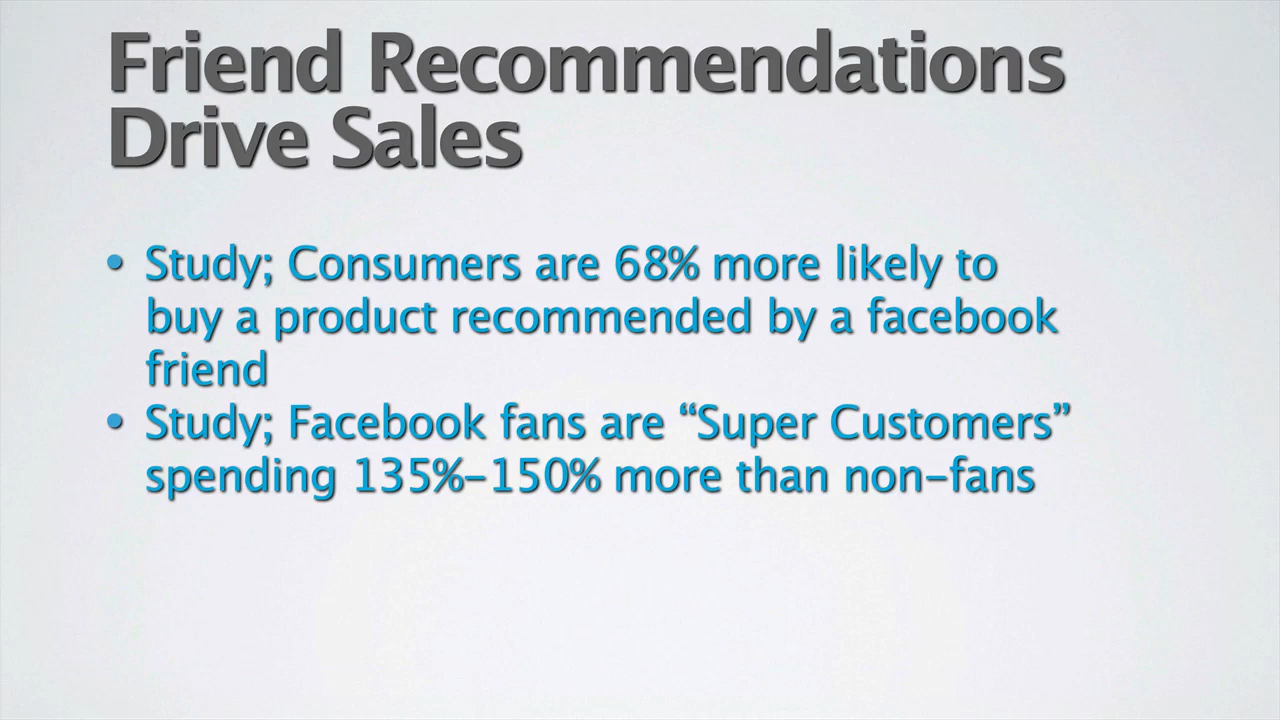 Friend Recommendations
Drive Sales
• Study; Consumers are 68% more likely to
buy a product recommended by a facebook
friend
• Study; Facebook fans are “Super Customers”
spending 135%-150% more than non-fans